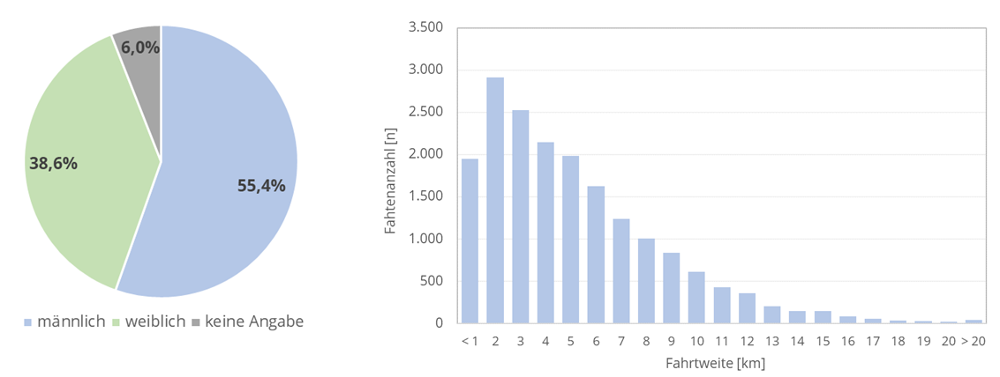 6,0%
38,6%
55,4%
männlich weiblich keine Angabe
Fahtenanzahl [n]
3.500
3.000
2.500
2.000
1.500
1.000
500
0
< 1 2 3 4 5 6 7 8 9 10 11 12 13 14 15 16 17 18 19 20 > 20
Fahrtweite [km]